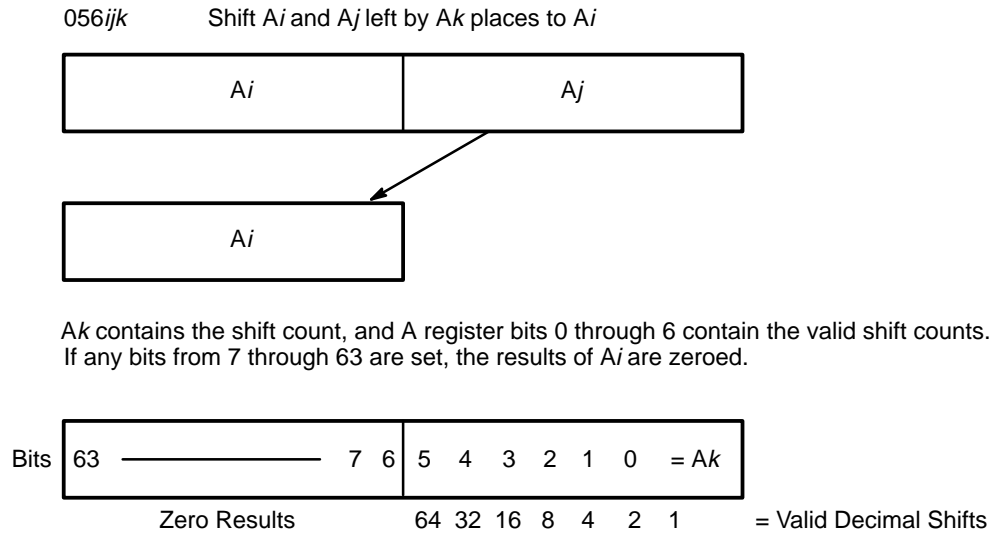 056ijk Shift Ai and Aj left by Ak places to Ai
Ai Aj
Ai
Ak contains the shift count, and A register bits 0 through 6 contain the valid shift counts.
If any bits from 7 through 63 are set, the results of Ai are zeroed.
Bits 63 7 6 5 4 3 2 1 0 = Ak
Zero Results 64 32 16 8 4 2 1 = Valid Decimal Shifts